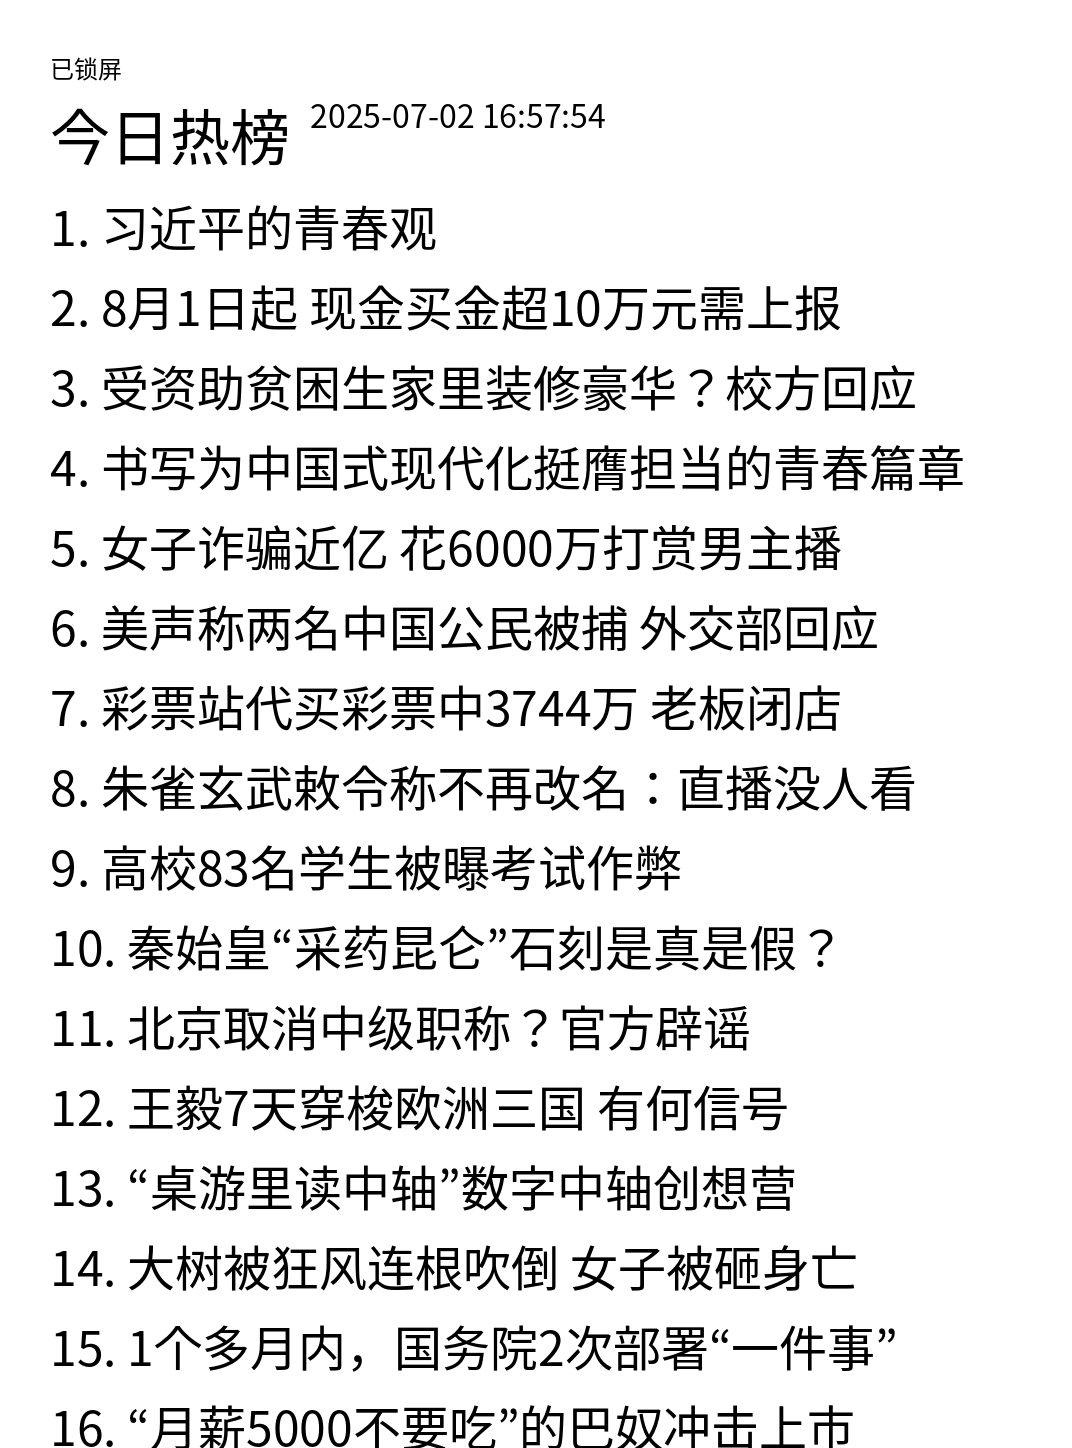 已锁屏
今日热榜 2025-07-02 16:57:54
1. 习近平的青春观
2. 8月1日起 现金买金超10万元需上报
3. 受资助贫困生家里装修豪华？校方回应
4. 书写为中国式现代化挺膺担当的青春篇章
5. 女子诈骗近亿 花6000万打赏男主播
6. 美声称两名中国公民被捕 外交部回应
7. 彩票站代买彩票中3744万 老板闭店
8. 朱雀玄武敕令称不再改名：直播没人看
9. 高校83名学生被曝考试作弊
10. 秦始皇“采药昆仑”石刻是真是假？
11. 北京取消中级职称？官方辟谣
12. 王毅7天穿梭欧洲三国 有何信号
13. “桌游里读中轴”数字中轴创想营
14. 大树被狂风连根吹倒 女子被砸身亡
15. 1个多月内，国务院2次部署“一件事”
16. “月薪5000不要吃”的巴奴冲击上市